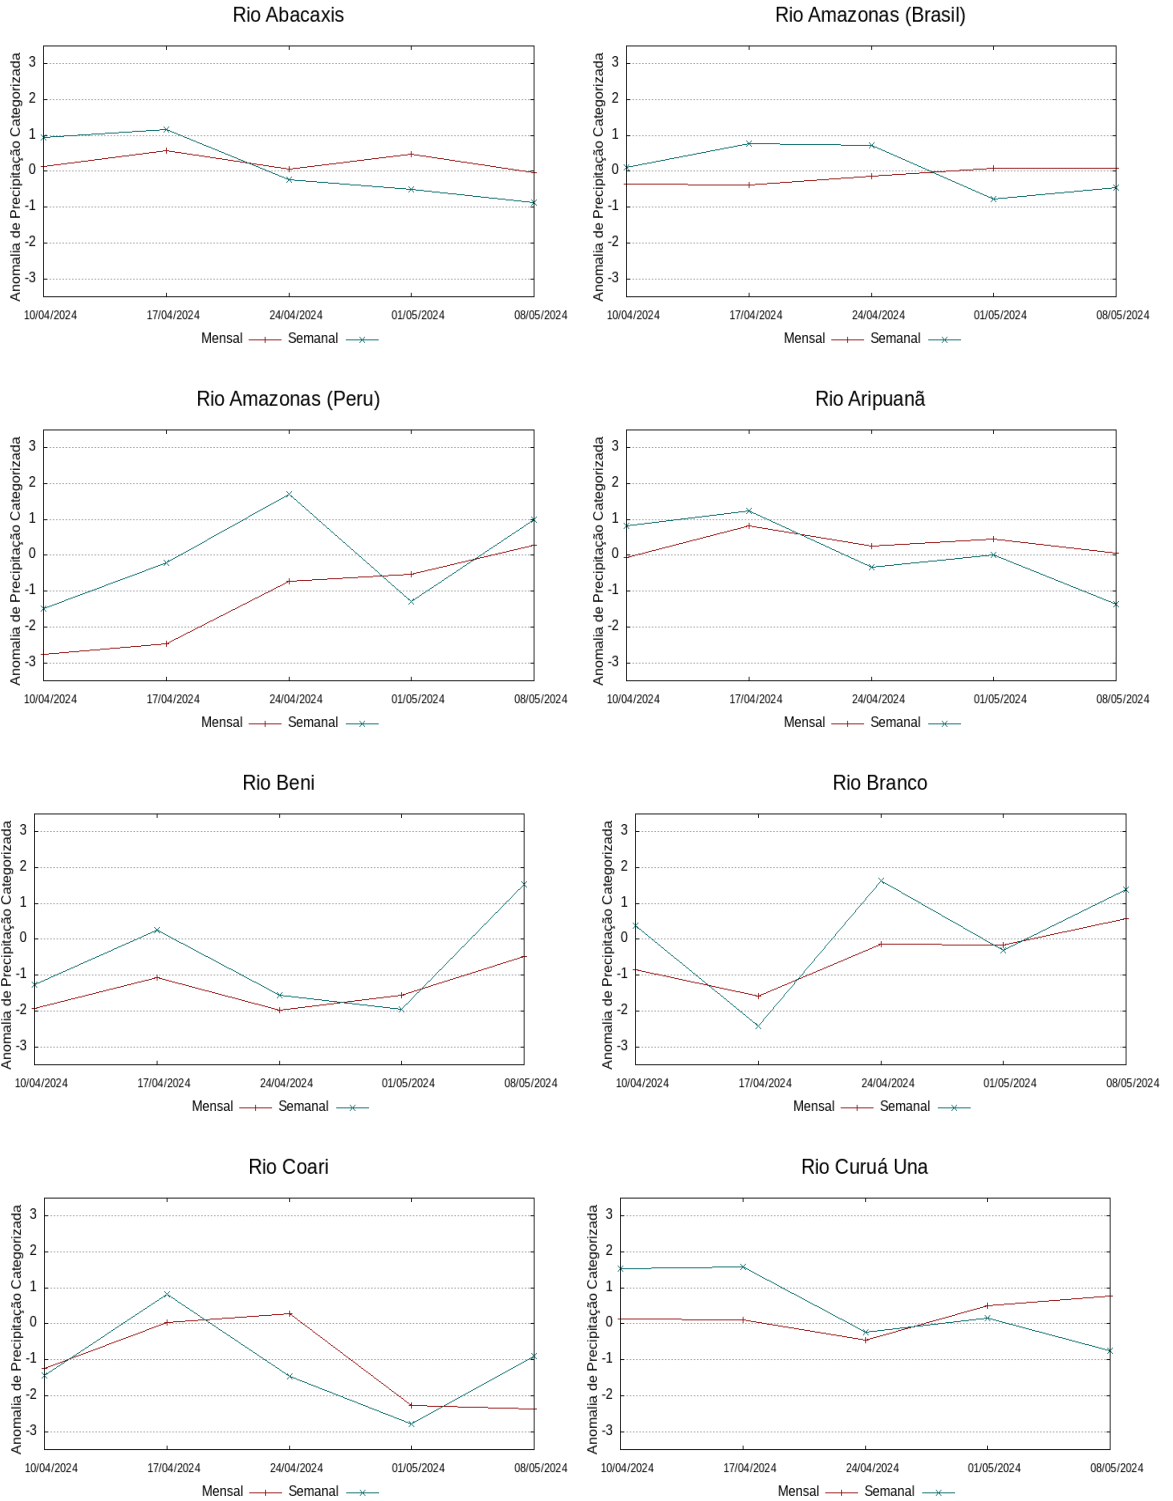 Rio Abacaxis
Anomalia de Precipitação Categorizada
3
2
1
0
-1
-2
-3
10/04/2024 17/04/2024 24/04/2024 01/05/2024 08/05/2024
Mensal Semanal
Rio Amazonas (Brasil)
Anomalia de Precipitação Categorizada
3
2
1
0
-1
-2
-3
10/04/2024 17/04/2024 24/04/2024 01/05/2024 08/05/2024
Mensal Semanal
Rio Amazonas (Peru)
Anomalia de Precipitação Categorizada
3
2
1
0
-1
-2
-3
10/04/2024 17/04/2024 24/04/2024 01/05/2024 08/05/2024
Mensal Semanal
Rio Aripuanã
Anomalia de Precipitação Categorizada
3
2
1
0
-1
-2
-3
10/04/2024 17/04/2024 24/04/2024 01/05/2024 08/05/2024
Mensal Semanal
Rio Beni
Anomalia de Precipitação Categorizada
3
2
1
0
-1
-2
-3
10/04/2024 17/04/2024 24/04/2024 01/05/2024 08/05/2024
Mensal Semanal
Rio Branco
Anomalia de Precipitação Categorizada
3
2
1
0
-1
-2
-3
10/04/2024 17/04/2024 24/04/2024 01/05/2024 08/05/2024
Mensal Semanal
Rio Coari
Anomalia de Precipitação Categorizada
3
2
1
0
-1
-2
-3
10/04/2024 17/04/2024 24/04/2024 01/05/2024 08/05/2024
Mensal Semanal
Rio Curuá Una
Anomalia de Precipitação Categorizada
3
2
1
0
-1
-2
-3
10/04/2024 17/04/2024 24/04/2024 01/05/2024 08/05/2024
Mensal Semanal